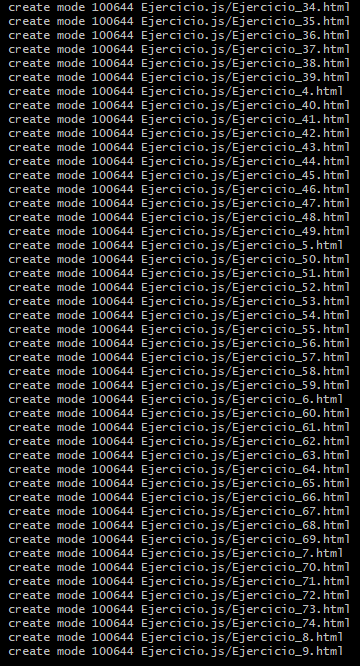 create mode 100644 Ejercicio.js/Ejercicio_34.html
create mode 100644 Ejercicio.js/Ejercicio_35.html
create mode 100644 Ejercicio.js/Ejercicio_36.html
create mode 100644 Ejercicio.js/Ejercicio_37.html
create mode 100644 Ejercicio.js/Ejercicio_38.html
create mode 100644 Ejercicio.js/Ejercicio_39.html
create mode 100644 Ejercicio.js/Ejercicio_4.html
create mode 100644 Ejercicio.js/Ejercicio_40.html
create mode 100644 Ejercicio.js/Ejercicio_41.html
create mode 100644 Ejercicio.js/Ejercicio_42.html
create mode 100644 Ejercicio.js/Ejercicio_43.html
create mode 100644 Ejercicio.js/Ejercicio_44.html
create mode 100644 Ejercicio.js/Ejercicio_45.html
create mode 100644 Ejercicio.js/Ejercicio_46.html
create mode 100644 Ejercicio.js/Ejercicio_47.html
create mode 100644 Ejercicio.js/Ejercicio_48.html
create mode 100644 Ejercicio.js/Ejercicio_49.html
create mode 100644 Ejercicio.js/Ejercicio_5.html
create mode 100644 Ejercicio.js/Ejercicio_50.html
create mode 100644 Ejercicio.js/Ejercicio_51.html
create mode 100644 Ejercicio.js/Ejercicio_52.html
create mode 100644 Ejercicio.js/Ejercicio_53.html
create mode 100644 Ejercicio.js/Ejercicio_54.html
create mode 100644 Ejercicio.js/Ejercicio_55.html
create mode 100644 Ejercicio.js/Ejercicio_56.html
create mode 100644 Ejercicio.js/Ejercicio_57.html
create mode 100644 Ejercicio.js/Ejercicio_58.html
create mode 100644 Ejercicio.js/Ejercicio_59.html
create mode 100644 Ejercicio.js/Ejercicio_6.html
create mode 100644 Ejercicio.js/Ejercicio_60.html
create mode 100644 Ejercicio.js/Ejercicio_61.html
create mode 100644 Ejercicio.js/Ejercicio_62.html
create mode 100644 Ejercicio.js/Ejercicio_63.html
create mode 100644 Ejercicio.js/Ejercicio_64.html
create mode 100644 Ejercicio.js/Ejercicio_65.html
create mode 100644 Ejercicio.js/Ejercicio_66.html
create mode 100644 Ejercicio.js/Ejercicio_67.html
create mode 100644 Ejercicio.js/Ejercicio_68.html
create mode 100644 Ejercicio.js/Ejercicio_69.html
create mode 100644 Ejercicio.js/Ejercicio_7.html
create mode 100644 Ejercicio.js/Ejercicio_70.html
create mode 100644 Ejercicio.js/Ejercicio_71.html
create mode 100644 Ejercicio.js/Ejercicio_72.html
create mode 100644 Ejercicio.js/Ejercicio_73.html
create mode 100644 Ejercicio.js/Ejercicio_74.html
create mode 100644 Ejercicio.js/Ejercicio_8.html
create mode 100644 Ejercicio.js/Ejercicio_9.html